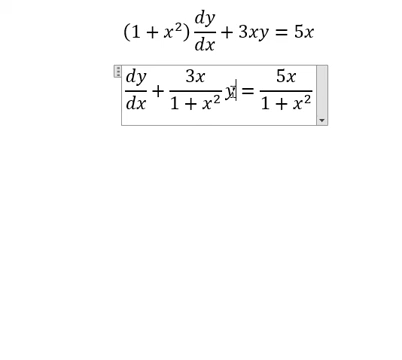 (1 + x²) dy/dx + 3xy = 5x
dy/dx + 3x/(1 + x²) y = 5x/(1 + x²)